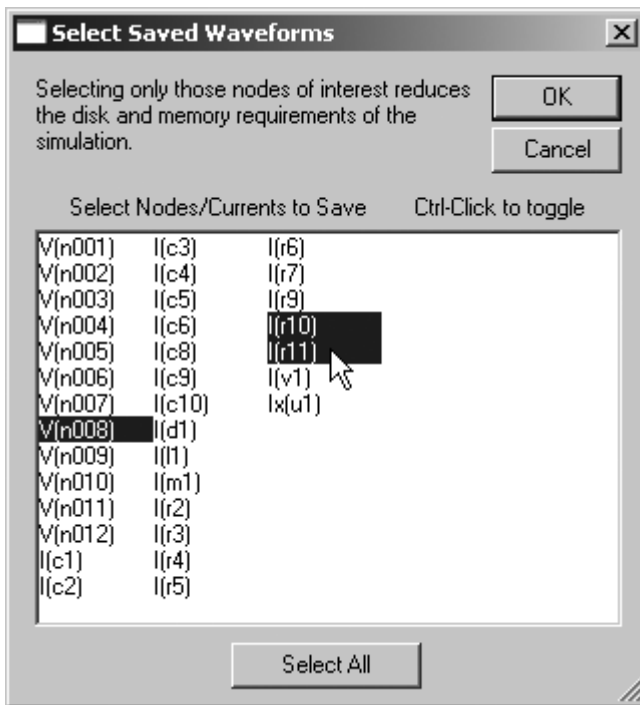 Select Saved Waveforms
Selecting only those nodes of interest reduces
the disk and memory requirements of the
simulation.
OK
Cancel
Select Nodes/Currents to Save Ctrl-Click to toggle
V(n001) I(c3) I(r6)
V(n002) I(c4) I(r7)
V(n003) I(c5) I(r9)
V(n004) I(c6) I(r10)
V(n005) I(c8) I(r11)
V(n006) I(c9) I(v1)
V(n007) I(c10) Ix(u1)
V(n008) I(d1)
V(n009) I(l1)
V(n010) I(m1)
V(n011) I(r2)
V(n012) I(r3)
I(c1) I(r4)
I(c2) I(r5)
Select All